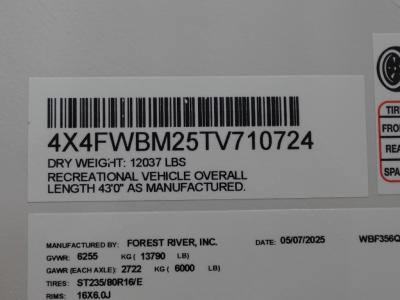 4X4FWBM25TV710724
DRY WEIGHT: 12037 LBS
RECREATIONAL VEHICLE OVERALL
LENGTH 43'0" AS MANUFACTURED.
TIR
FRO
REA
SPA
MANUFACTURED BY: FOREST RIVER, INC. DATE: 05/07/2025 WBF356Q
GVWR: 6255 KG ( 13790 LB)
GAWR (EACH AXLE): 2722 KG ( 6000 LB)
TIRES: ST235/80R16/E
RIMS: 16X6.0J